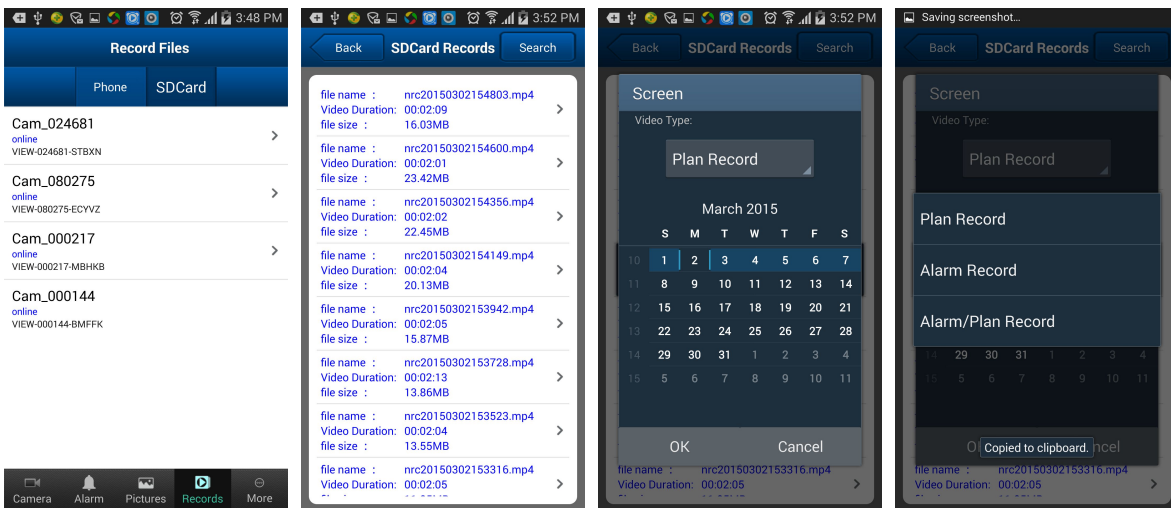 3:48 PM
Record Files
Phone SDCard
Cam_024681
online
VIEW-024681-STBXN
Cam_080275
online
VIEW-080275-ECYVZ
Cam_000217
online
VIEW-000217-MBHKB
Cam_000144
online
VIEW-000144-BMFFK
Camera Alarm Pictures Records More
3:52 PM
Back SDCard Records Search
file name : nrc20150302154803.mp4
Video Duration: 00:02:09
file size : 16.03MB
file name : nrc20150302154600.mp4
Video Duration: 00:02:01
file size : 23.42MB
file name : nrc20150302154356.mp4
Video Duration: 00:02:02
file size : 22.45MB
file name : nrc20150302154149.mp4
Video Duration: 00:02:04
file size : 20.13MB
file name : nrc20150302153942.mp4
Video Duration: 00:02:05
file size : 15.87MB
file name : nrc20150302153728.mp4
Video Duration: 00:02:13
file size : 13.86MB
file name : nrc20150302153523.mp4
Video Duration: 00:02:04
file size : 13.55MB
file name : nrc20150302153316.mp4
Video Duration: 00:02:05
3:52 PM
Back SDCard Records Search
Screen
Video Type:
Plan Record
March 2015
S M T W T F S
10 1 2 3 4 5 6 7
11 8 9 10 11 12 13 14
12 15 16 17 18 19 20 21
13 22 23 24 25 26 27 28
14 29 30 31 1 2 3 4
15 5 6 7 8 9 10 11
OK Cancel
file name : nrc20150302153316.mp4
Video Duration: 00:02:05
Saving screenshot...
Back SDCard Records Search
Screen
Video Type:
Plan Record
Plan Record
Alarm Record
Alarm/Plan Record
14 29 30 31 1 2 3 4
15 5 6 7 8 9 10 11
Copied to clipboard.
file name : nrc20150302153316.mp4
Video Duration: 00:02:05